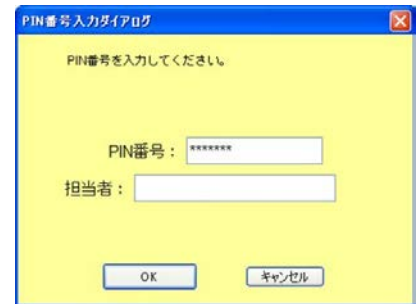 PIN番号入力ダイアログ
PIN番号を入力してください。
PIN番号： *******
担当者：
OK キャンセル